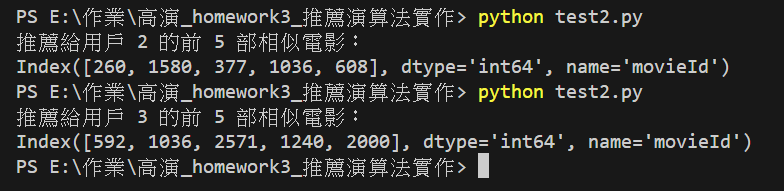 PS E:\作業\高演_homework3_推薦演算法實作> python test2.py
推薦給用戶 2 的前 5 部相似電影：
Index([260, 1580, 377, 1036, 608], dtype='int64', name='movieId')
PS E:\作業\高演_homework3_推薦演算法實作> python test2.py
推薦給用戶 3 的前 5 部相似電影：
Index([592, 1036, 2571, 1240, 2000], dtype='int64', name='movieId')
PS E:\作業\高演_homework3_推薦演算法實作>